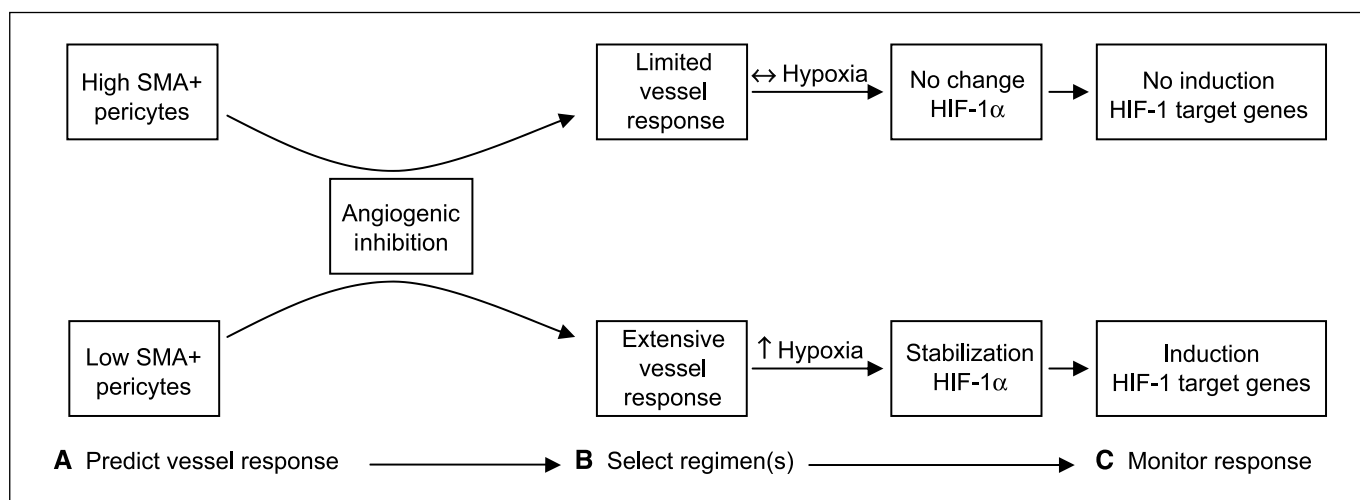 High SMA+
pericytes
Limited
vessel
response
↔ Hypoxia
No change
HIF-1α
No induction
HIF-1 target genes
Angiogenic
inhibition
Low SMA+
pericytes
Extensive
vessel
response
↑ Hypoxia
Stabilization
HIF-1α
Induction
HIF-1 target genes
A Predict vessel response
B Select regimen(s)
C Monitor response